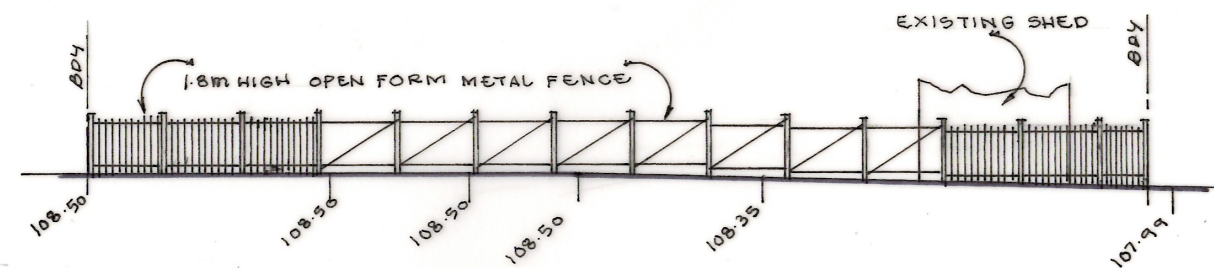 EXISTING SHED
BDY
BDY
1.8m HIGH OPEN FORM METAL FENCE
108.50
108.50
108.50
108.50
108.35
107.99